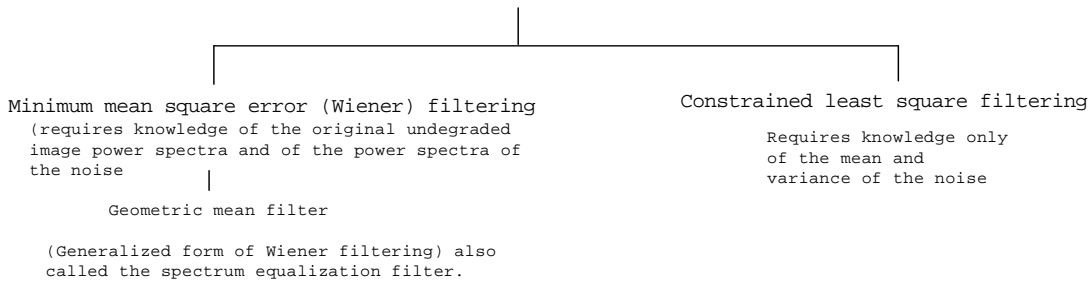 Minimum mean square error (Wiener) filtering
(requires knowledge of the original undegraded
image power spectra and of the power spectra of
the noise
Geometric mean filter
(Generalized form of Wiener filtering) also
called the spectrum equalization filter.
Constrained least square filtering
Requires knowledge only
of the mean and
variance of the noise